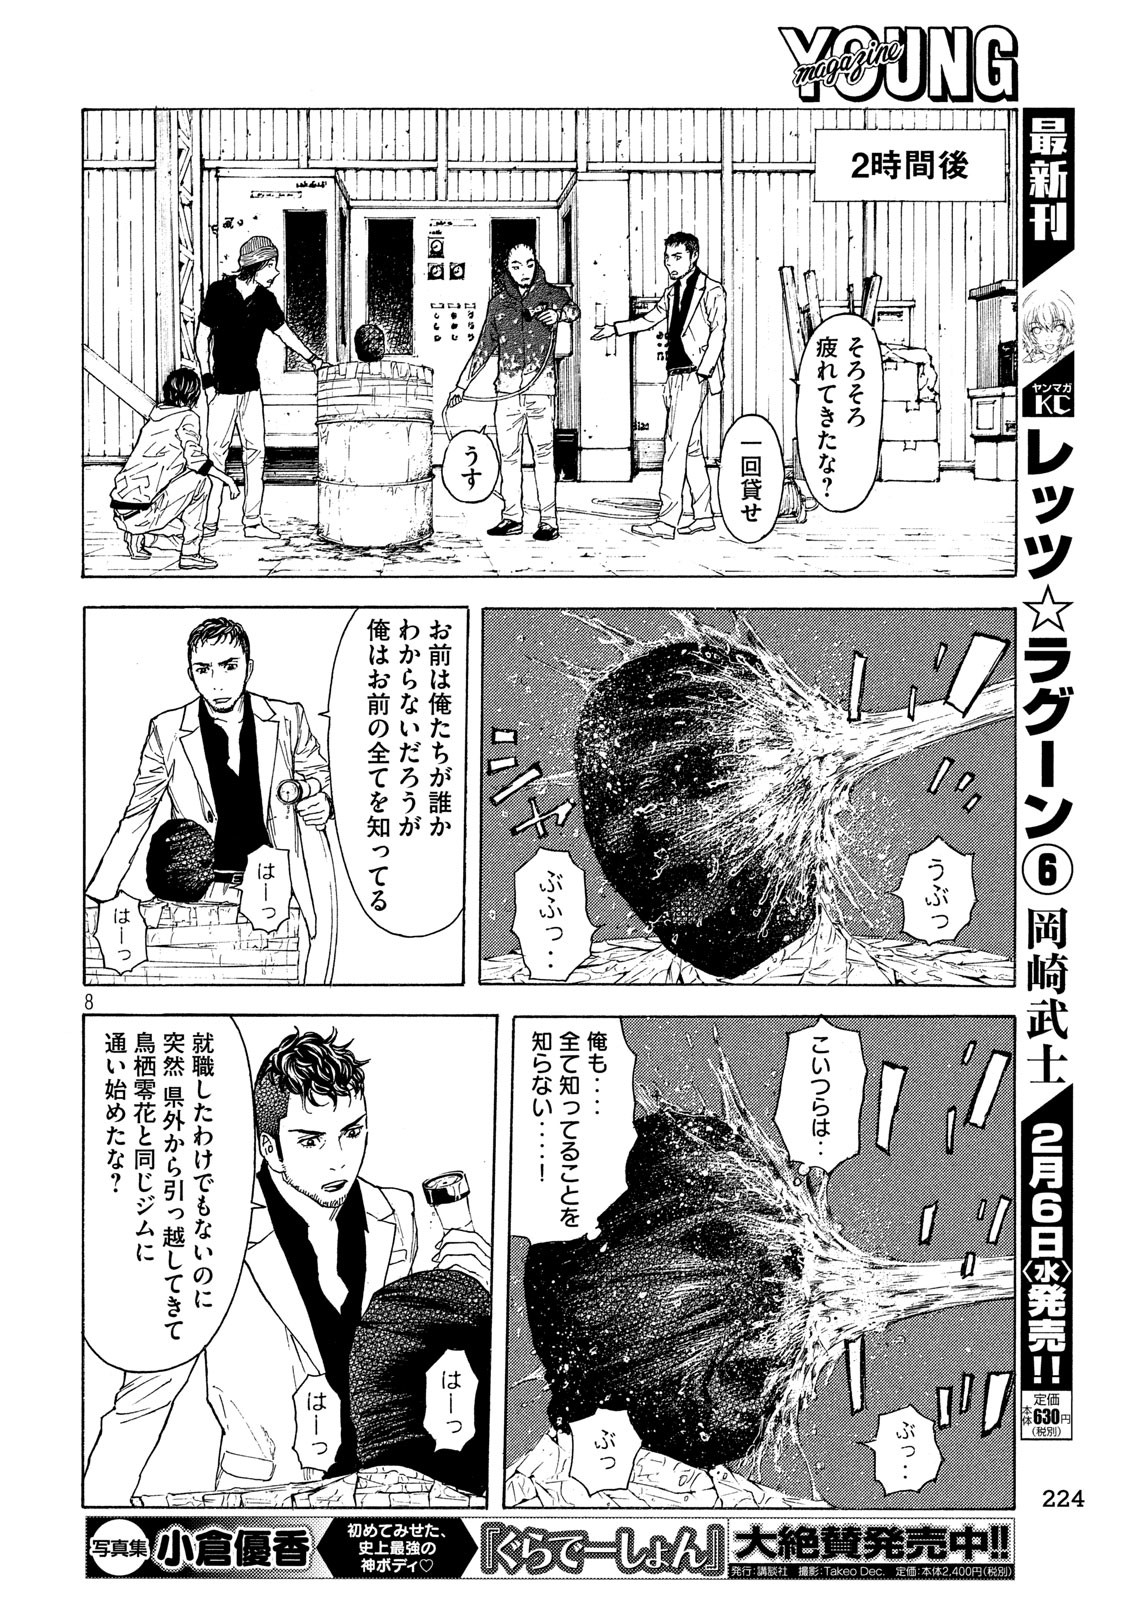 YOUNG
magazine
2時間後
そろそろ
疲れてきたな?
一回貸せ
うす
うぶっ
ぶふっ・・
お前は俺たちが誰か
わからないだろうが
俺はお前の全てを知ってる
はーっ
はーっ
8
こいつらは・・
俺も・・・
全て知ってることを
知らない・・・・!
ぶっ・・
ぶっ
就職したわけでもないのに
突然 県外から引っ越してきて
鳥栖零花と同じジムに
通い始めたな?
はーっ
はーっ
最新刊
ヤンマガ
KC
レッツ☆ラグーン⑥ 岡崎武士
2月6日〈水〉発売!!
定価
本体630円
(税別)
224
写真集
小倉優香
初めてみせた、
史上最強の
神ボディ♡
『ぐらでーしょん』
大絶賛発売中!!
発行:講談社 撮影:Takeo Dec. 定価:本体2,400円(税別)